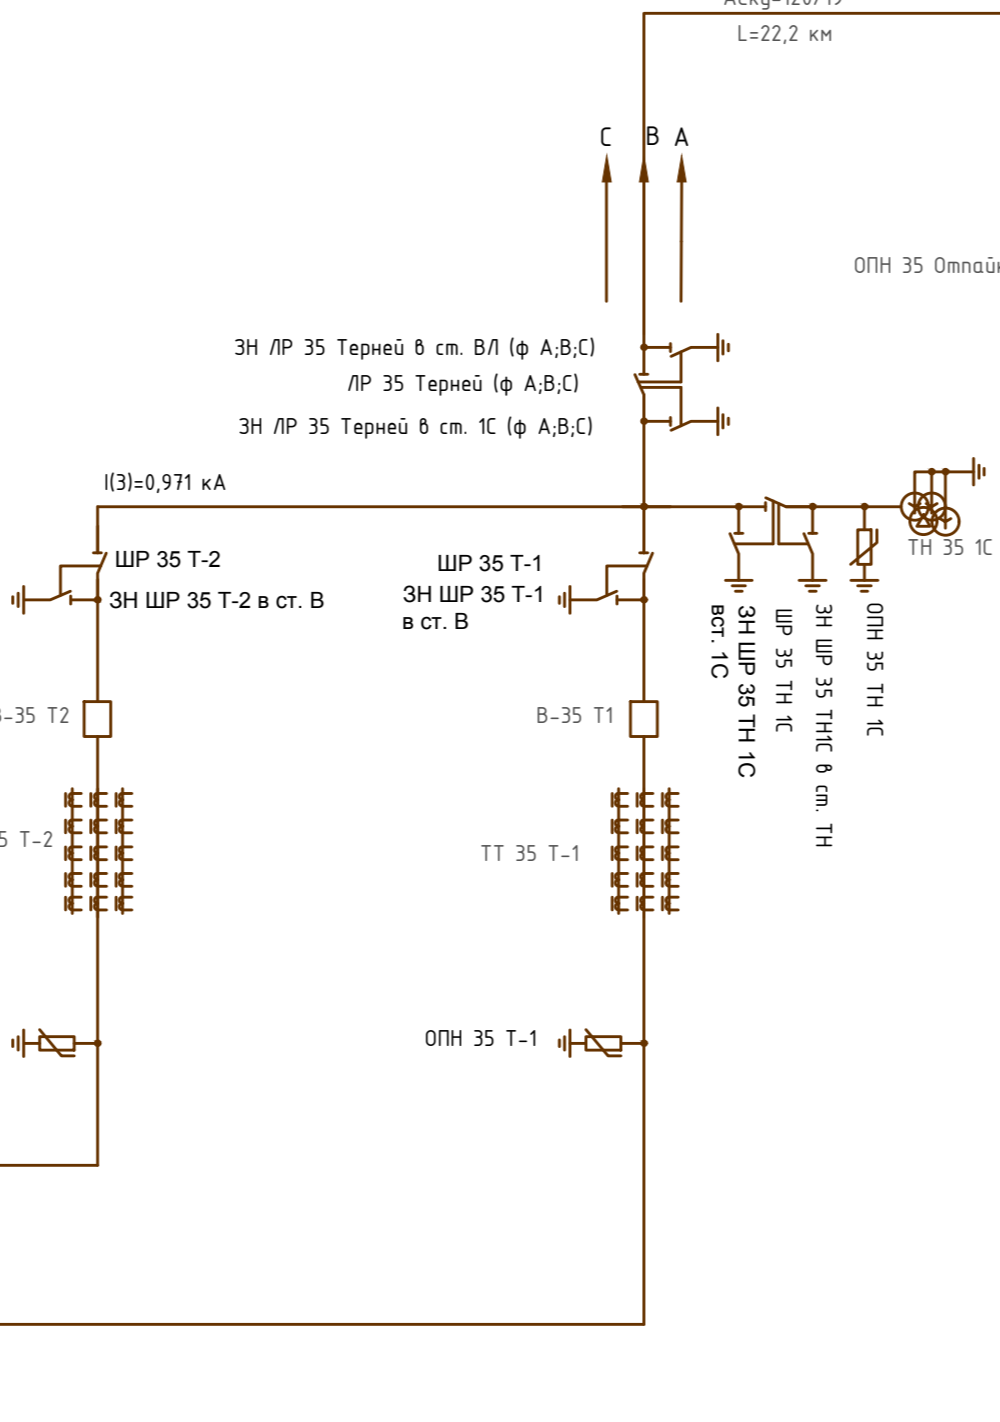 L=22,2 км
С
В
А
ОПН 35
ЗН ЛР 35 Терней в ст. ВЛ (ф А;В;С)
ЛР 35 Терней (ф А;В;С)
ЗН ЛР 35 Терней в ст. 1С (ф А;В;С)
I(3)=0,971 кА
ТН 35 1С
ШР 35 Т-2
ЗН ШР 35 Т-2 в ст. В
ШР 35 Т-1
ЗН ШР 35 Т-1
в ст. В
ЗН ШР 35 ТН 1С
вст. 1С
ШР 35 ТН 1С
ЗН ШР 35 ТН1С в ст. ТН
ОПН 35 ТН 1С
-35 Т2
В-35 Т1
Т-2
ТТ 35 Т-1
ОПН 35 Т-1